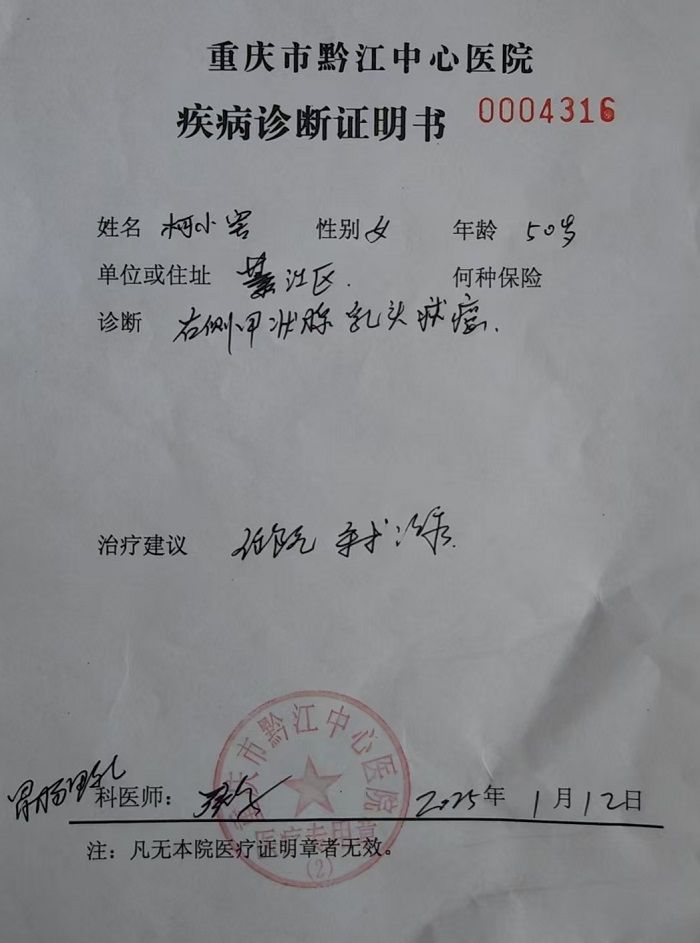 重庆市黔江中心医院
疾病诊断证明书 0004316
姓名 柯小容 性别 女 年龄 50岁
单位或住址 綦江区. 何种保险
诊断 右侧甲状腺乳头状癌.
治疗建议 住院 手术 治疗.
重庆市黔江中心医院
医疗专用章
(2)
科医师: 2025年 1月12日
注:凡无本院医疗证明章者无效。